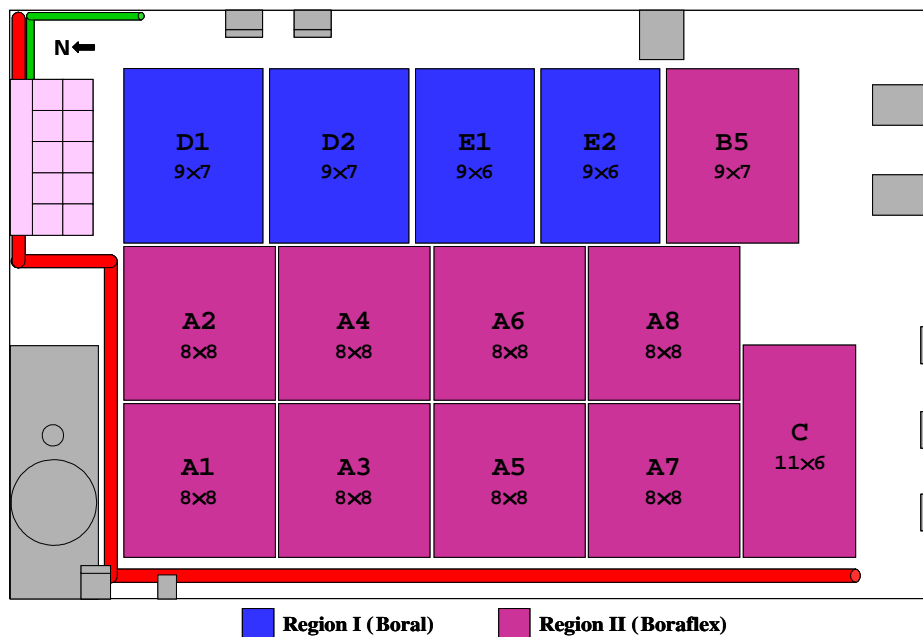 N
D1
9×7
D2
9×7
E1
9×6
E2
9×6
B5
9×7
A2
8×8
A4
8×8
A6
8×8
A8
8×8
C
11×6
A1
8×8
A3
8×8
A5
8×8
A7
8×8
Region I (Boral)
Region II (Boraflex)